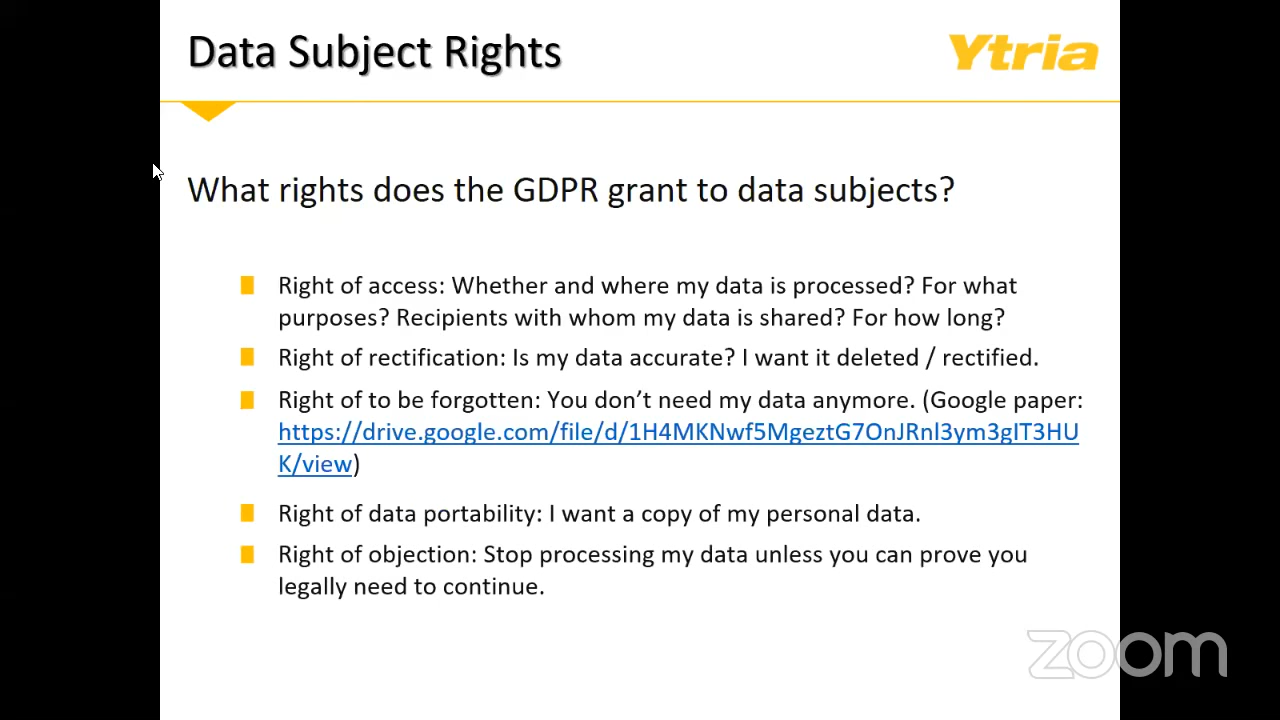 Data Subject Rights
Ytria
What rights does the GDPR grant to data subjects?
Right of access: Whether and where my data is processed? For what
purposes? Recipients with whom my data is shared? For how long?
Right of rectification: Is my data accurate? I want it deleted / rectified.
Right of to be forgotten: You don’t need my data anymore. (Google paper:
https://drive.google.com/file/d/1H4MKNwf5MgeztG7OnJRnl3ym3gIT3HU
K/view)
Right of data portability: I want a copy of my personal data.
Right of objection: Stop processing my data unless you can prove you
legally need to continue.
zoom